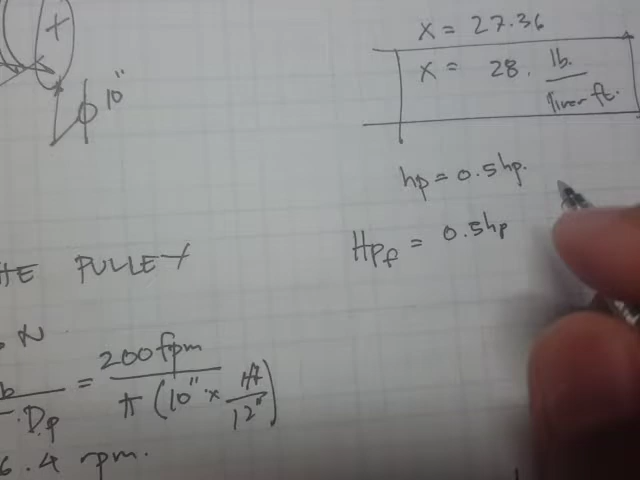 x = 27.36
x = 28. lb. / liner ft.
10"
hp = 0.5hp.
Hpf = 0.5hp
HE PULLEY
N
b / . Dp = 200fpm / π (10" x 1ft / 12")
6.4 rpm.